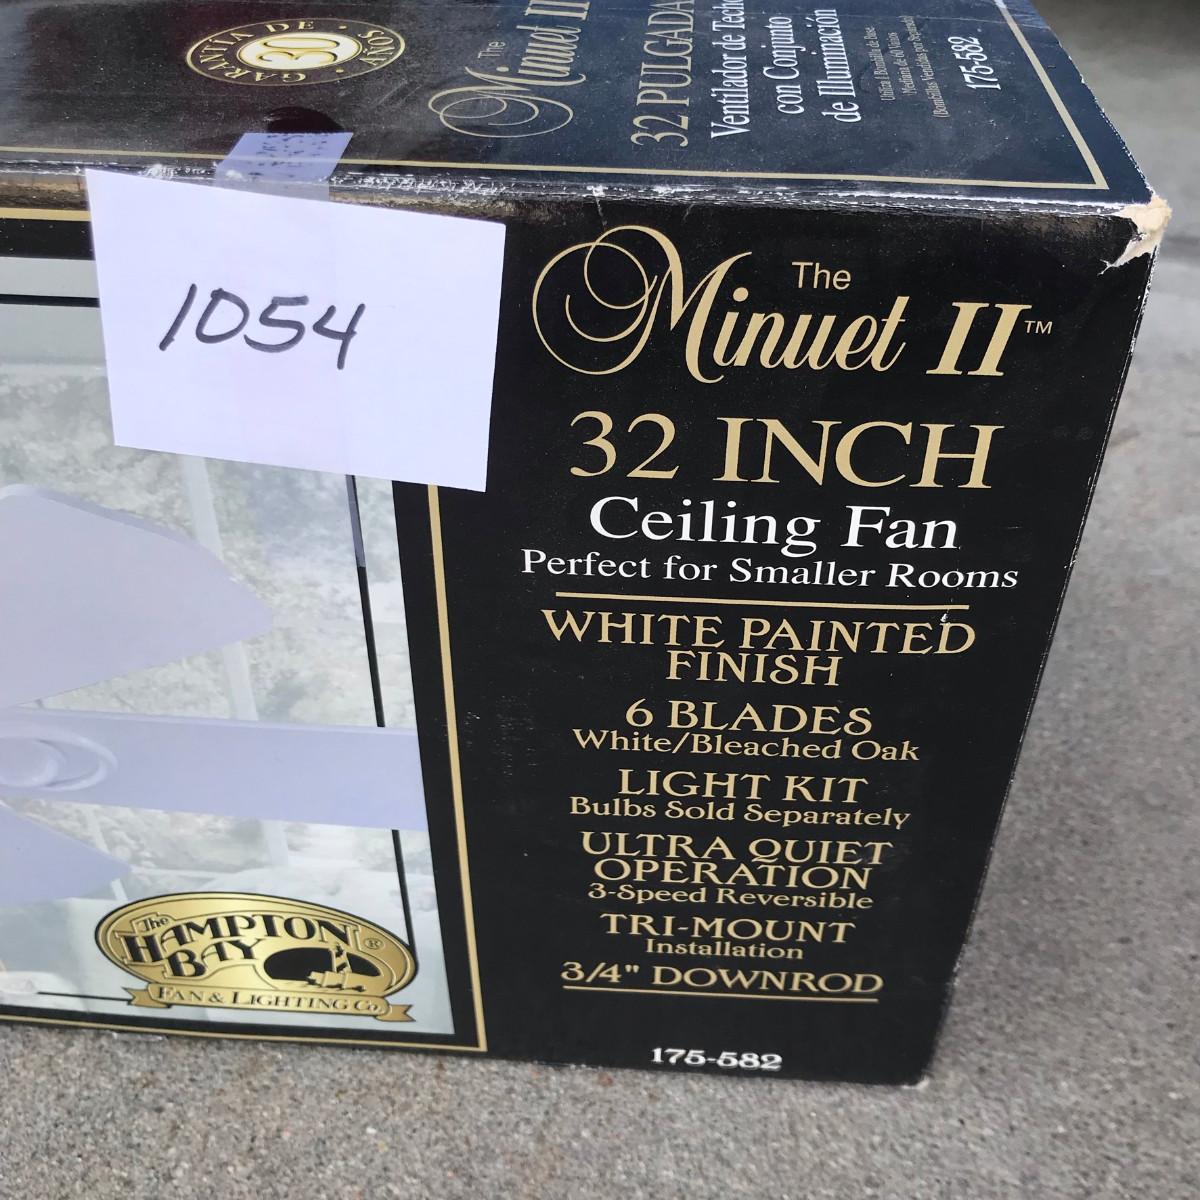 GARANTÍA DE
30
AÑOS
The
Minuet II
32 PULGADA
Ventilador de Techo
con Conjunto
de Illuminación
175-582
1054
The
Minuet II™
32 INCH
Ceiling Fan
Perfect for Smaller Rooms
WHITE PAINTED
FINISH
6 BLADES
White/Bleached Oak
LIGHT KIT
Bulbs Sold Separately
ULTRA QUIET
OPERATION
3-Speed Reversible
TRI-MOUNT
Installation
3/4" DOWNROD
175-582
The
HAMPTON®
BAY
FAN & LIGHTING Co.